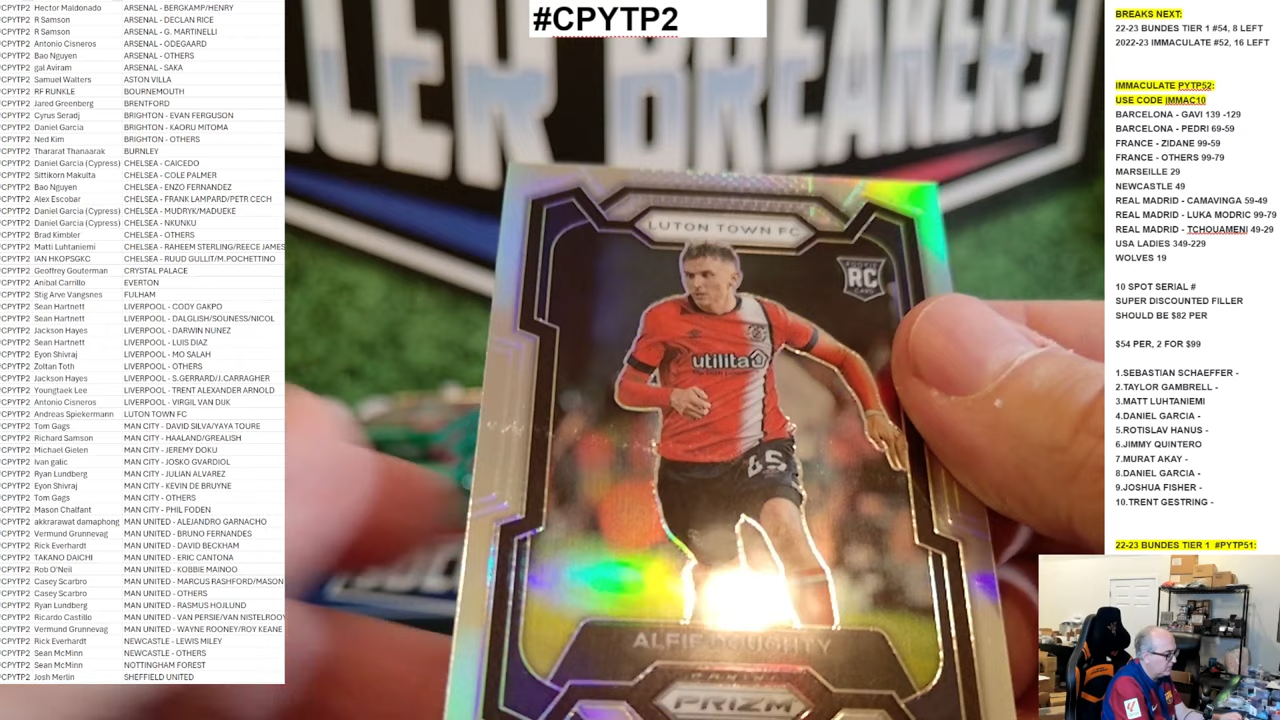 #CPYTP2
CPYTP2 Hector Maldonado ARSENAL - BERGKAMP/HENRY
CPYTP2 R Samson ARSENAL - DECLAN RICE
CPYTP2 R Samson ARSENAL - G. MARTINELLI
CPYTP2 Antonio Cisneros ARSENAL - ODEGAARD
CPYTP2 Bao Nguyen ARSENAL - OTHERS
CPYTP2 gal Aviram ARSENAL - SAKA
CPYTP2 Samuel Walters ASTON VILLA
CPYTP2 RF RUNKLE BOURNEMOUTH
CPYTP2 Jared Greenberg BRENTFORD
CPYTP2 Cyrus Seradj BRIGHTON - EVAN FERGUSON
CPYTP2 Daniel Garcia BRIGHTON - KAORU MITOMA
CPYTP2 Ned Kim BRIGHTON - OTHERS
CPYTP2 Thararat Thanaarak BURNLEY
CPYTP2 Daniel Garcia (Cypress) CHELSEA - CAICEDO
CPYTP2 Sittikorn Makulta CHELSEA - COLE PALMER
CPYTP2 Bao Nguyen CHELSEA - ENZO FERNANDEZ
CPYTP2 Alex Escobar CHELSEA - FRANK LAMPARD/PETR CECH
CPYTP2 Daniel Garcia (Cypress) CHELSEA - MUDRYK/MADUEKE
CPYTP2 Daniel Garcia (Cypress) CHELSEA - NKUNKU
CPYTP2 Brad Kimbler CHELSEA - OTHERS
CPYTP2 Matti Luhtaniemi CHELSEA - RAHEEM STERLING/REECE JAMES
CPYTP2 IAN HKOPSGKC CHELSEA - RUUD GULLIT/M.POCHETTINO
CPYTP2 Geoffrey Gouterman CRYSTAL PALACE
CPYTP2 Anibal Carrillo EVERTON
CPYTP2 Stig Arve Vangsnes FULHAM
CPYTP2 Sean Hartnett LIVERPOOL - CODY GAKPO
CPYTP2 Sean Hartnett LIVERPOOL - DALGLISH/SOUNESS/NICOL
CPYTP2 Jackson Hayes LIVERPOOL - DARWIN NUNEZ
CPYTP2 Sean Hartnett LIVERPOOL - LUIS DIAZ
CPYTP2 Eyon Shivraj LIVERPOOL - MO SALAH
CPYTP2 Zoltan Toth LIVERPOOL - OTHERS
CPYTP2 Jackson Hayes LIVERPOOL - S.GERRARD/J.CARRAGHER
CPYTP2 Youngtaek Lee LIVERPOOL - TRENT ALEXANDER ARNOLD
CPYTP2 Antonio Cisneros LIVERPOOL - VIRGIL VAN DIJK
CPYTP2 Andreas Spiekermann LUTON TOWN FC
CPYTP2 Tom Gags MAN CITY - DAVID SILVA/YAYA TOURE
CPYTP2 Richard Samson MAN CITY - HAALAND/GREALISH
CPYTP2 Michael Gielen MAN CITY - JEREMY DOKU
CPYTP2 Ivan galic MAN CITY - JOSKO GVARDIOL
CPYTP2 Ryan Lundberg MAN CITY - JULIAN ALVAREZ
CPYTP2 Eyon Shivraj MAN CITY - KEVIN DE BRUYNE
CPYTP2 Tom Gags MAN CITY - OTHERS
CPYTP2 Mason Chalfant MAN CITY - PHIL FODEN
CPYTP2 akkrarawat damaphong MAN UNITED - ALEJANDRO GARNACHO
CPYTP2 Vermund Grunnevag MAN UNITED - BRUNO FERNANDES
CPYTP2 Rick Everhardt MAN UNITED - DAVID BECKHAM
CPYTP2 TAKANO DAICHI MAN UNITED - ERIC CANTONA
CPYTP2 Rob O'Neil MAN UNITED - KOBBIE MAINOO
CPYTP2 Casey Scarbro MAN UNITED - MARCUS RASHFORD/MASON
CPYTP2 Casey Scarbro MAN UNITED - OTHERS
CPYTP2 Ryan Lundberg MAN UNITED - RASMUS HOJLUND
CPYTP2 Ricardo Castillo MAN UNITED - VAN PERSIE/VAN NISTELROOY
CPYTP2 Vermund Grunnevag MAN UNITED - WAYNE ROONEY/ROY KEANE
CPYTP2 Rick Everhardt NEWCASTLE - LEWIS MILEY
CPYTP2 Sean McMinn NEWCASTLE - OTHERS
CPYTP2 Sean McMinn NOTTINGHAM FOREST
CPYTP2 Josh Merlin SHEFFIELD UNITED
LUTON TOWN FC
ROOKIE
RC
utilita
45
ALFIE DOUGHTY
PANINI
PRIZM
BREAKS NEXT:
22-23 BUNDES TIER 1 #54, 8 LEFT
2022-23 IMMACULATE #52, 16 LEFT
IMMACULATE PYTP52:
USE CODE IMMAC10
BARCELONA - GAVI 139 -129
BARCELONA - PEDRI 69-59
FRANCE - ZIDANE 99-59
FRANCE - OTHERS 99-79
MARSEILLE 29
NEWCASTLE 49
REAL MADRID - CAMAVINGA 59-49
REAL MADRID - LUKA MODRIC 99-79
REAL MADRID - TCHOUAMENI 49-29
USA LADIES 349-229
WOLVES 19
10 SPOT SERIAL #
SUPER DISCOUNTED FILLER
SHOULD BE $82 PER
$54 PER, 2 FOR $99
1.SEBASTIAN SCHAEFFER -
2.TAYLOR GAMBRELL -
3.MATT LUHTANIEMI
4.DANIEL GARCIA -
5.ROTISLAV HANUS -
6.JIMMY QUINTERO
7.MURAT AKAY -
8.DANIEL GARCIA -
9.JOSHUA FISHER -
10.TRENT GESTRING -
22-23 BUNDES TIER 1 #PYTP51: